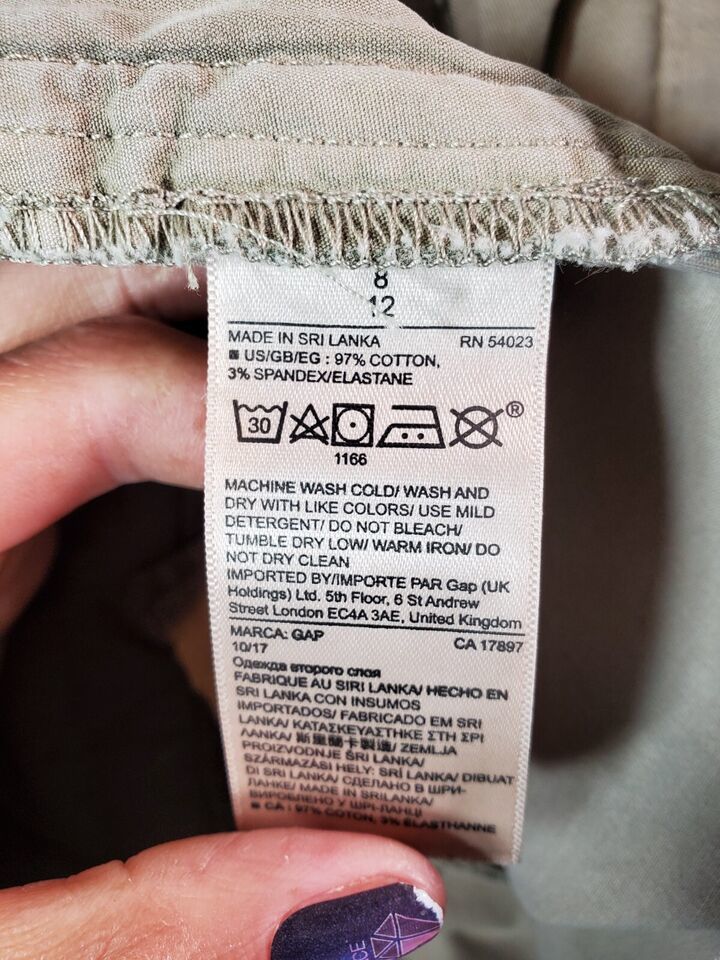 8
12
MADE IN SRI LANKA RN 54023
US/GB/EG : 97% COTTON,
3% SPANDEX/ELASTANE
30 ®
1166
MACHINE WASH COLD/ WASH AND
DRY WITH LIKE COLORS/ USE MILD
DETERGENT/ DO NOT BLEACH/
TUMBLE DRY LOW/ WARM IRON/ DO
NOT DRY CLEAN
IMPORTED BY/IMPORTE PAR Gap (UK
Holdings) Ltd. 5th Floor, 6 St Andrew
Street London EC4A 3AE, United Kingdom
MARCA: GAP CA 17897
10/17
Одежда второго слоя
FABRIQUE AU SIRI LANKA/ HECHO EN
SRI LANKA CON INSUMOS
IMPORTADOS/ FABRICADO EM SRI
LANKA/ ΚΑΤΑΣΚΕΥΑΣΤΗΚΕ ΣΤΗ ΣΡΙ
ΛΑΝΚΑ/ 斯里蘭卡製造/ ZEMLJA
PROIZVODNJE ŠRI LANKA/
SZÁRMAZÁSI HELY: SRÍ LANKA/ DIBUAT
DI SRI LANKA/ СДЕЛАНО В ШРИ-
ЛАНКЕ/ MADE IN SRILANKA/
ВИРОБЛЕНО У ШРІ-ЛАНЦІ
CA : 97% COTON, 3% ELASTHANNE
CE